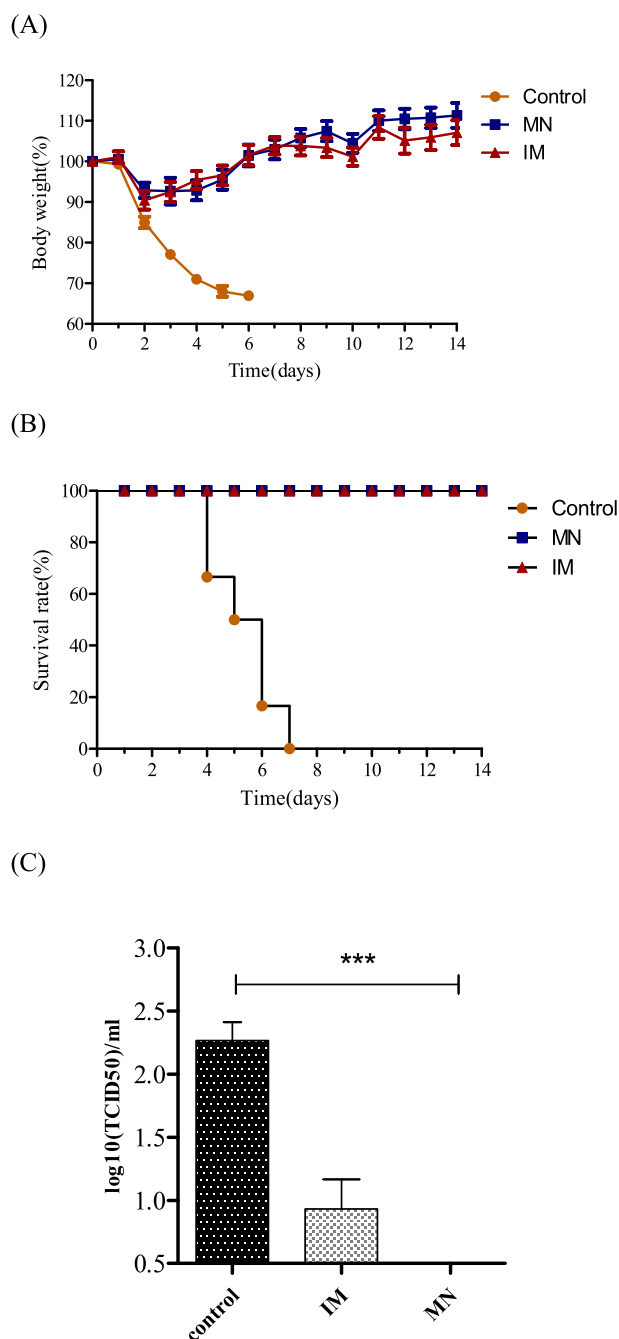 (A)
120
110
100
90
80
70
60
Body weight(%)
0 2 4 6 8 10 12 14
Time(days)
Control
MN
IM
(B)
100
80
60
40
20
0
Survival rate(%)
0 2 4 6 8 10 12 14
Time(days)
Control
MN
IM
(C)
3.0
2.5
2.0
1.5
1.0
0.5
log10(TCID50)/ml
***
control IM MN